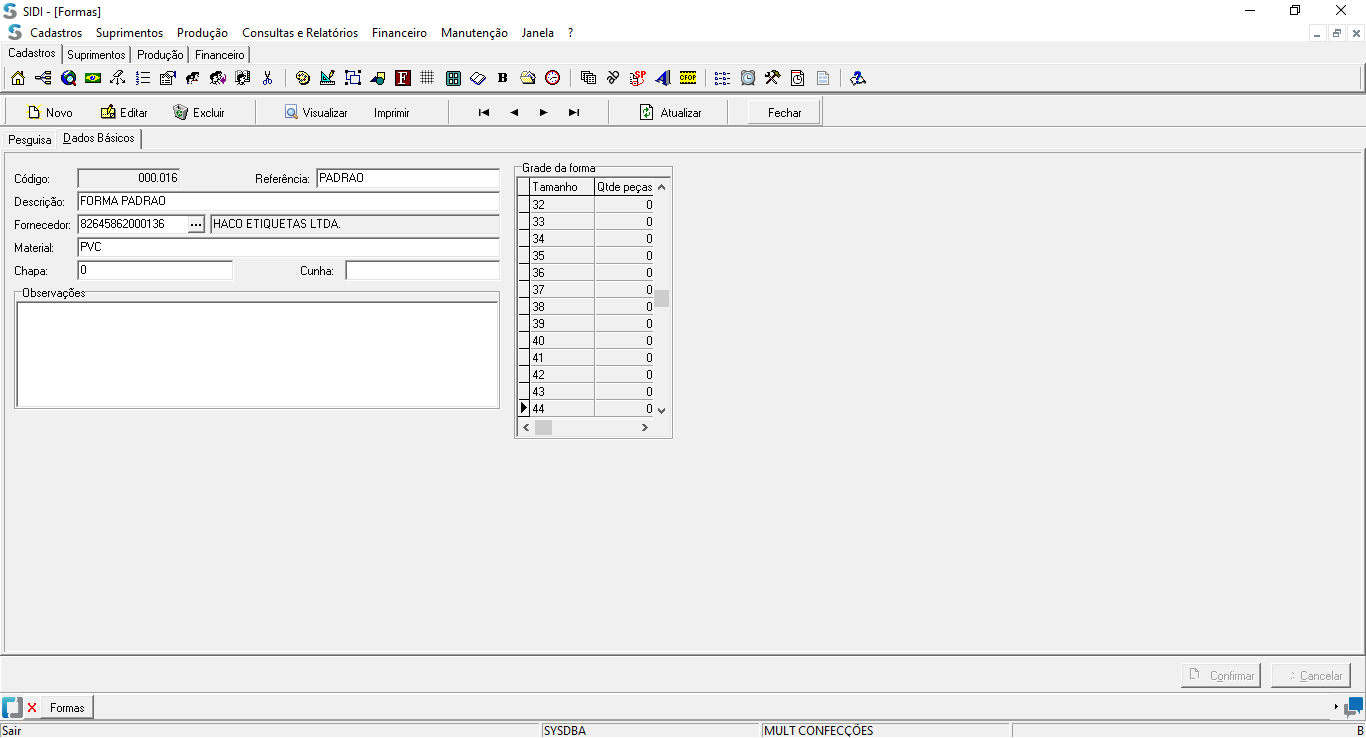 SIDI - [Formas]
Cadastros Suprimentos Produção Consultas e Relatórios Financeiro Manutenção Janela ?
Cadastros Suprimentos Produção Financeiro
F B SP CFOP
Novo Editar Excluir Visualizar Imprimir Atualizar Fechar
Pesquisa Dados Básicos
Código: 000.016 Referência: PADRAO
Descrição: FORMA PADRAO
Fornecedor: 82645862000136 ... HACO ETIQUETAS LTDA.
Material: PVC
Chapa: 0 Cunha:
Observações
Grade da forma
Tamanho Qtde peças
32 0
33 0
34 0
35 0
36 0
37 0
38 0
39 0
40 0
41 0
42 0
43 0
44 0
Confirmar Cancelar
Formas
Sair SYSDBA MULT CONFECÇÕES B